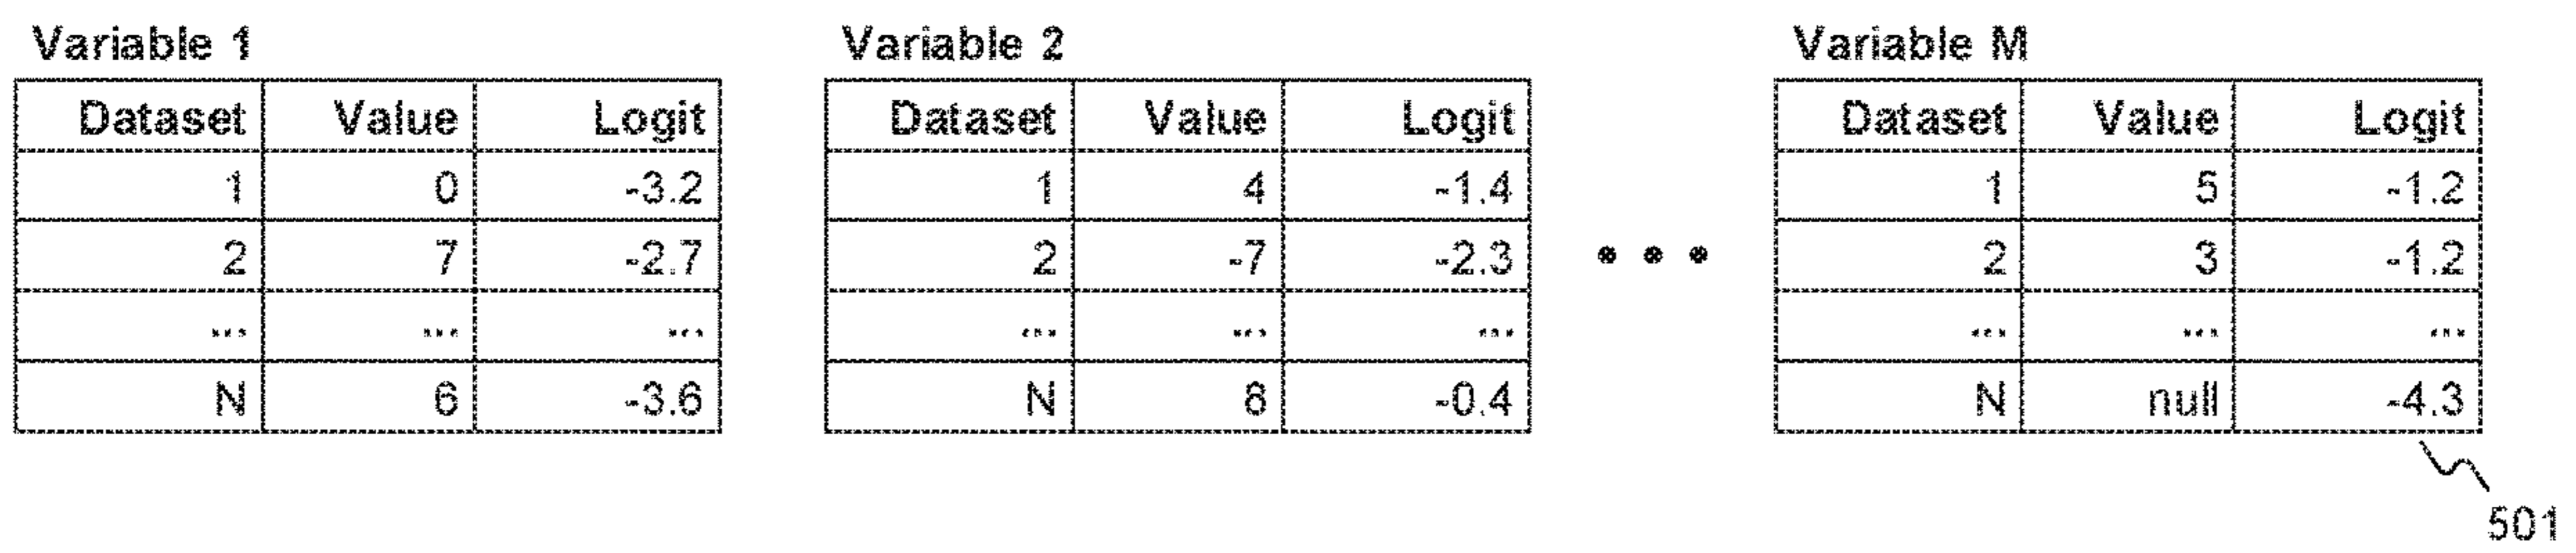 Variable 1 Variable 2 Variable M
Dataset Value Logit Dataset Value Logit Dataset Value Logit
1 0 -3.2 1 4 -1.4 1 5 -1.2
2 7 -2.7 2 -7 -2.3 • • • 2 3 -1.2
... ... ... ... ... ... ... ... ...
N 6 -3.6 N 8 -0.4 N null -4.3
501